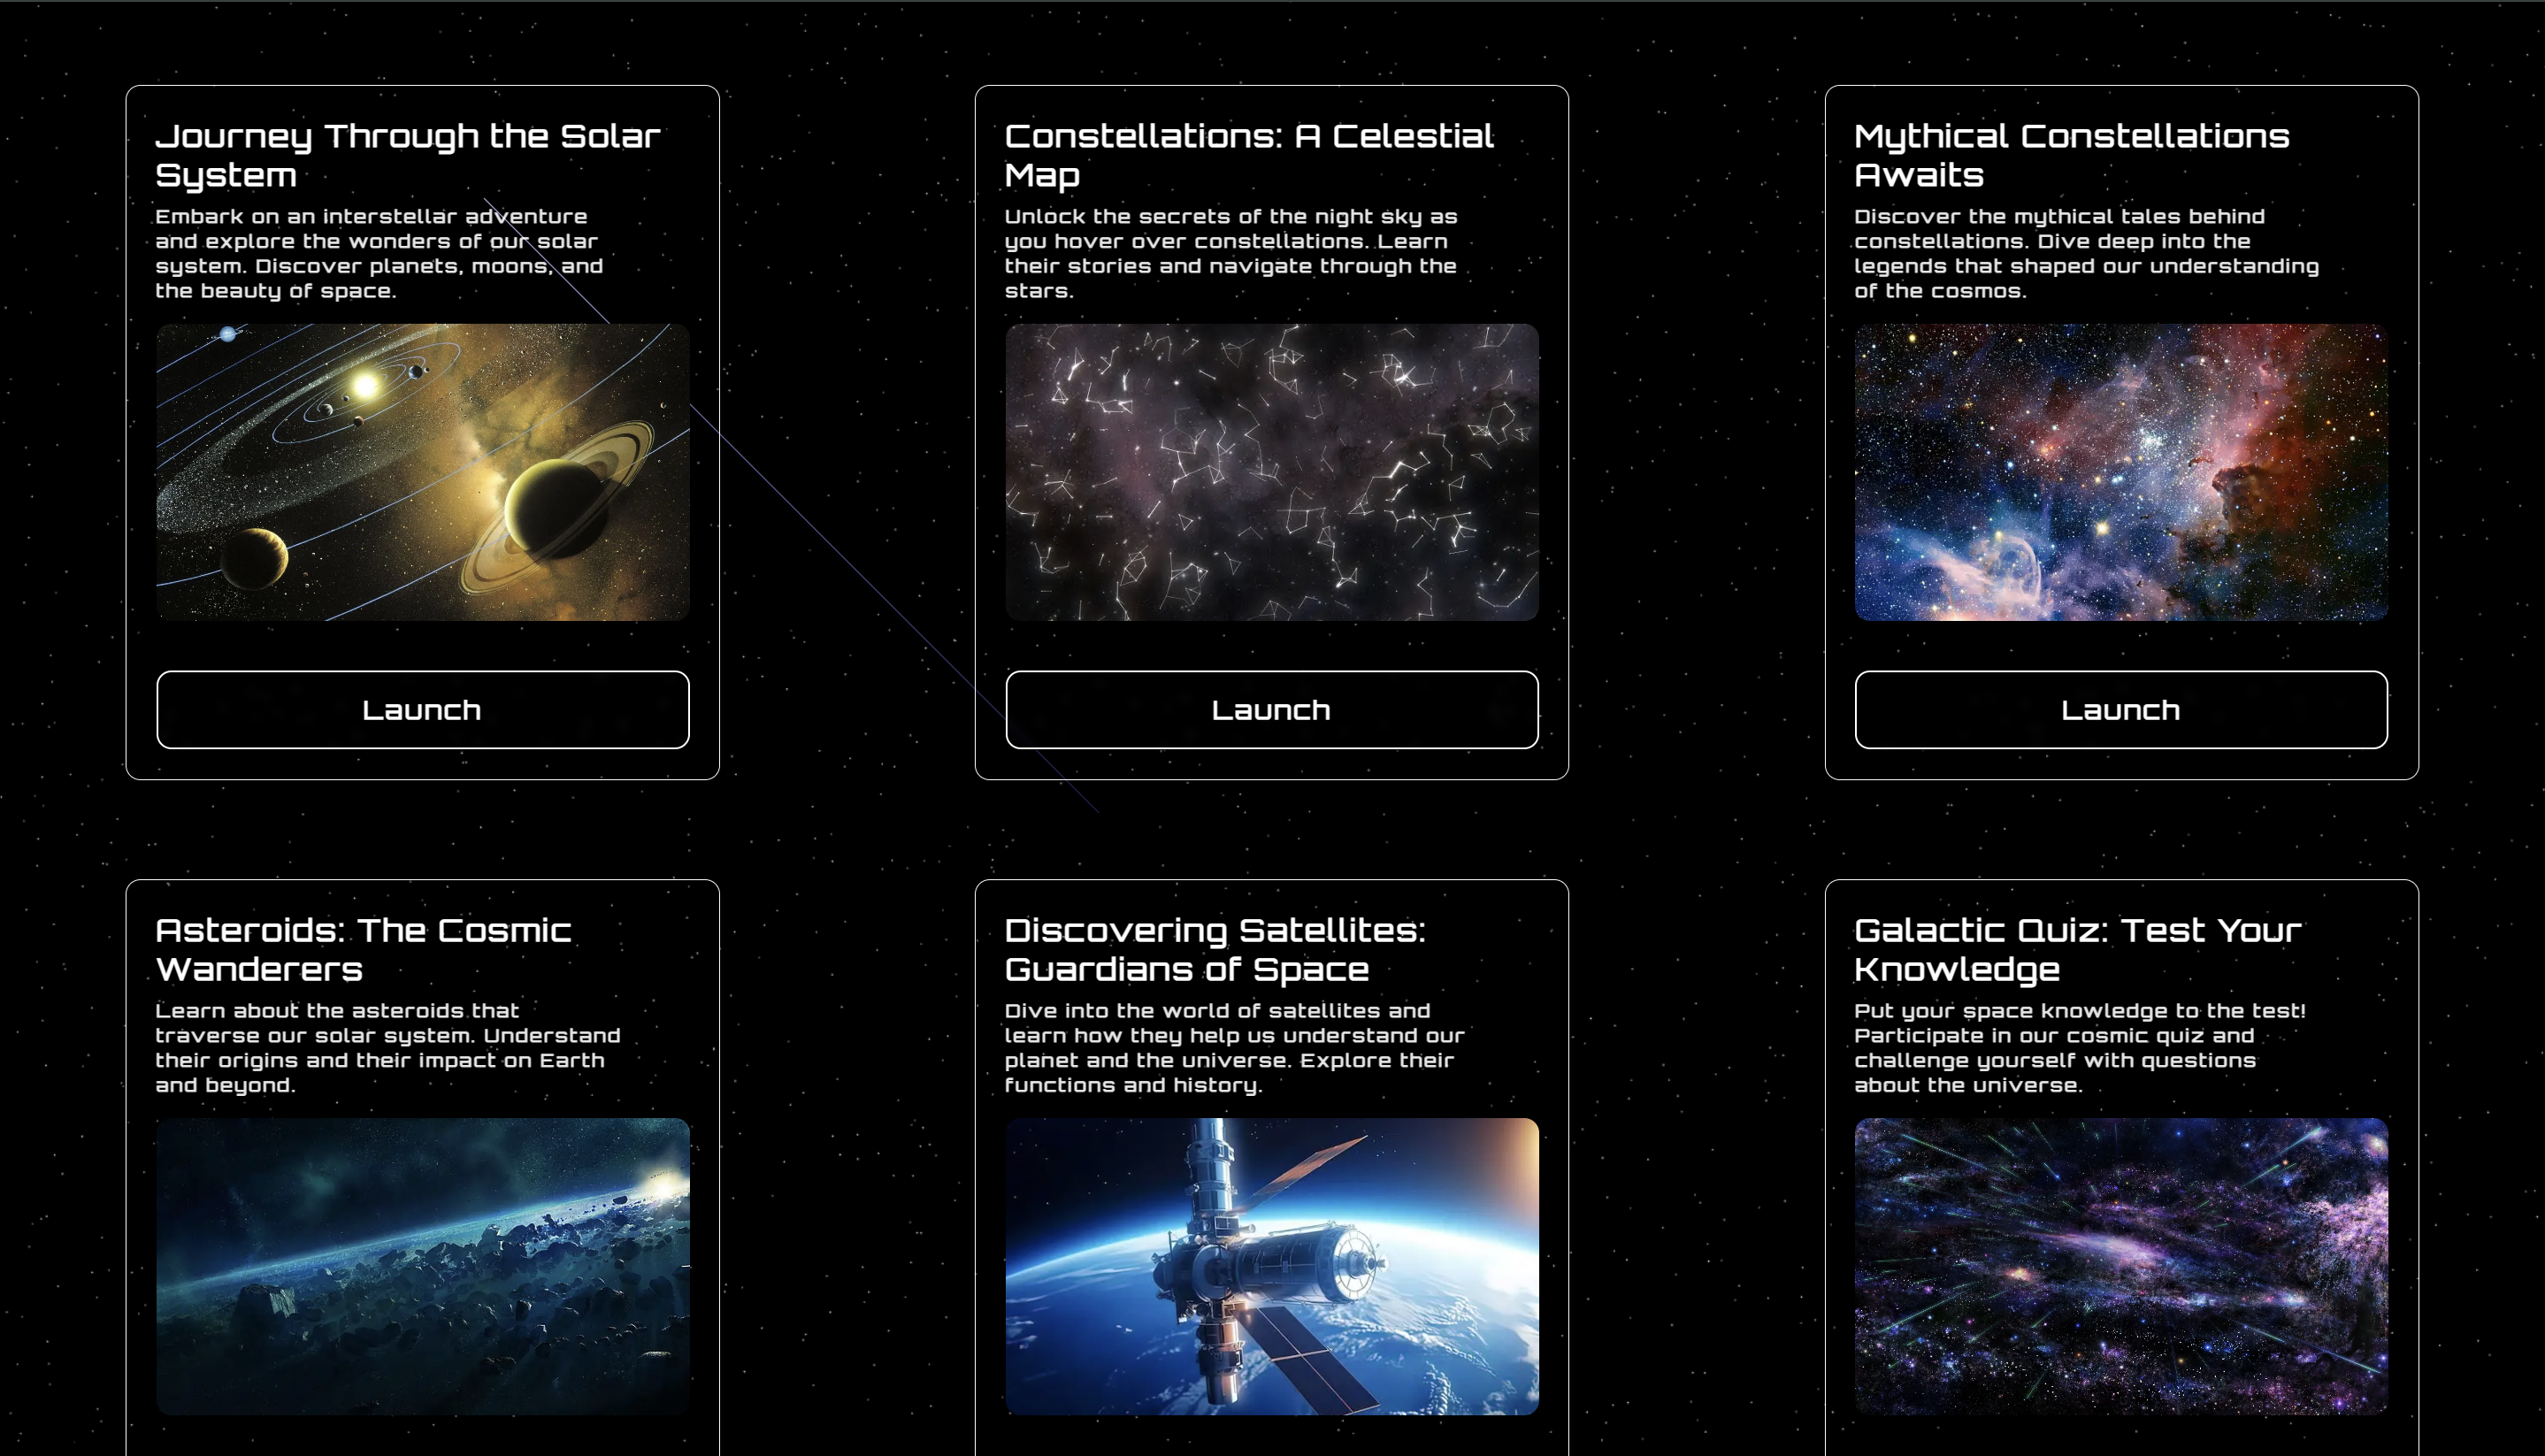 Journey Through the Solar
System
Embark on an interstellar adventure
and explore the wonders of our solar
system. Discover planets, moons, and
the beauty of space.
Launch
Constellations: A Celestial
Map
Unlock the secrets of the night sky as
you hover over constellations. Learn
their stories and navigate through the
stars.
Launch
Mythical Constellations
Awaits
Discover the mythical tales behind
constellations. Dive deep into the
legends that shaped our understanding
of the cosmos.
Launch
Asteroids: The Cosmic
Wanderers
Learn about the asteroids that
traverse our solar system. Understand
their origins and their impact on Earth
and beyond.
Discovering Satellites:
Guardians of Space
Dive into the world of satellites and
learn how they help us understand our
planet and the universe. Explore their
functions and history.
Galactic Quiz: Test Your
Knowledge
Put your space knowledge to the test!
Participate in our cosmic quiz and
challenge yourself with questions
about the universe.